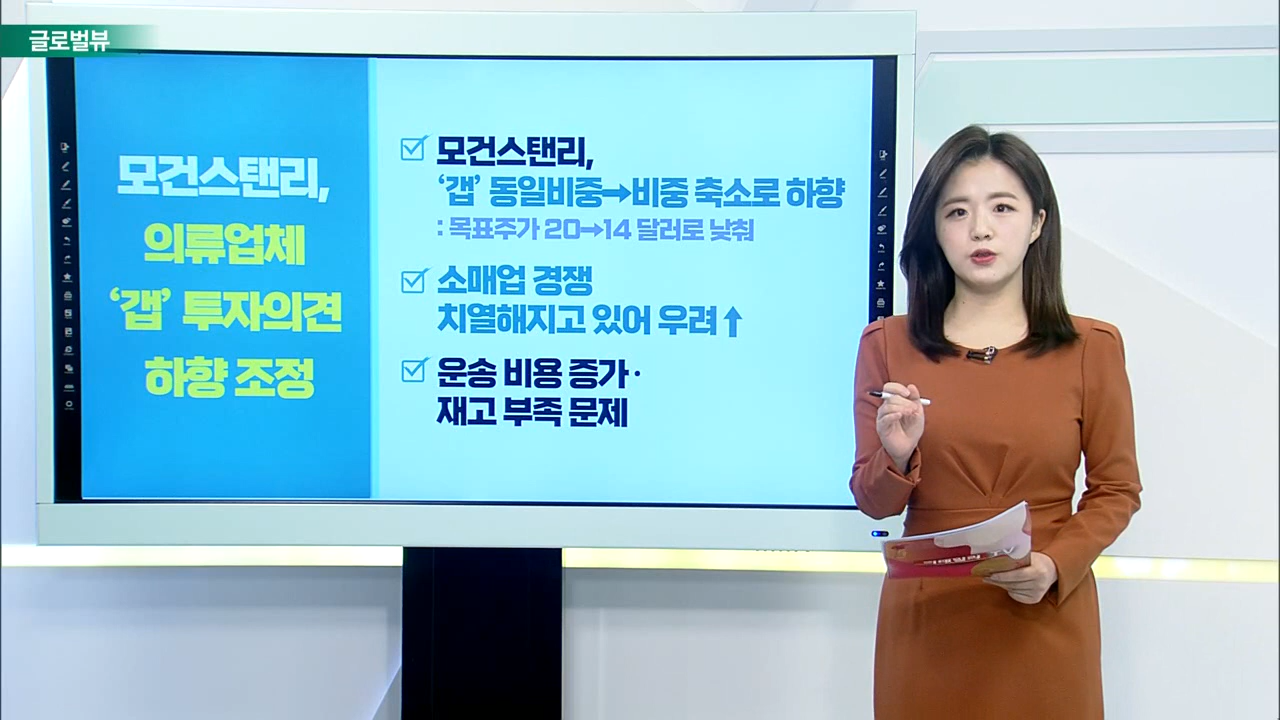 글로벌뷰
모건스탠리,
의류업체
‘갭’ 투자의견
하향 조정
모건스탠리,
‘갭’ 동일비중→비중 축소로 하향
: 목표주가 20→14 달러로 낮춰
소매업 경쟁
치열해지고 있어 우려↑
운송 비용 증가·
재고 부족 문제